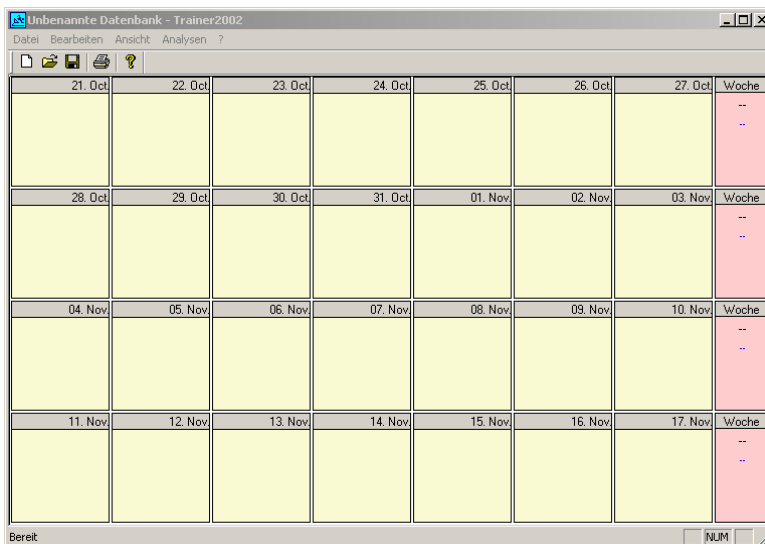 Unbenannte Datenbank - Trainer2002
Datei Bearbeiten Ansicht Analysen ?
21. Oct. 22. Oct. 23. Oct. 24. Oct. 25. Oct. 26. Oct. 27. Oct. Woche
--
--
28. Oct. 29. Oct. 30. Oct. 31. Oct. 01. Nov. 02. Nov. 03. Nov. Woche
--
--
04. Nov. 05. Nov. 06. Nov. 07. Nov. 08. Nov. 09. Nov. 10. Nov. Woche
--
--
11. Nov. 12. Nov. 13. Nov. 14. Nov. 15. Nov. 16. Nov. 17. Nov. Woche
--
--
Bereit NUM